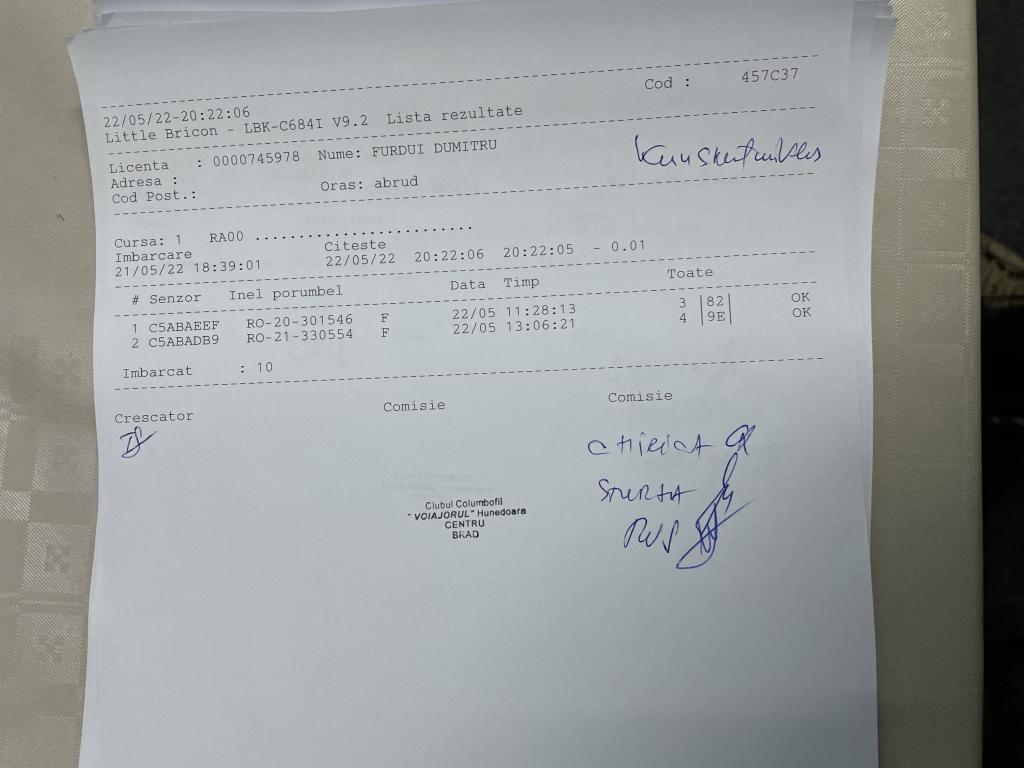 Cod : 457C37
22/05/22-20:22:06
Little Bricon - LBK-C684I V9.2 Lista rezultate
Licenta : 0000745978 Nume: FURDUI DUMITRU
Adresa :
Cod Post.: Oras: abrud
Cursa: 1 RA00 .........................
Imbarcare Citeste
21/05/22 18:39:01 22/05/22 20:22:06 20:22:05 - 0.01
# Senzor Inel porumbel Data Timp Toate
1 C5ABAEEF RO-20-301546 F 22/05 11:28:13 3 |82| OK
2 C5ABADB9 RO-21-330554 F 22/05 13:06:21 4 |9E| OK
Imbarcat : 10
Crescator Comisie Comisie
STURZA
RUS
Clubul Columbofil
"VOIAJORUL" Hunedoara
CENTRU
BRAD